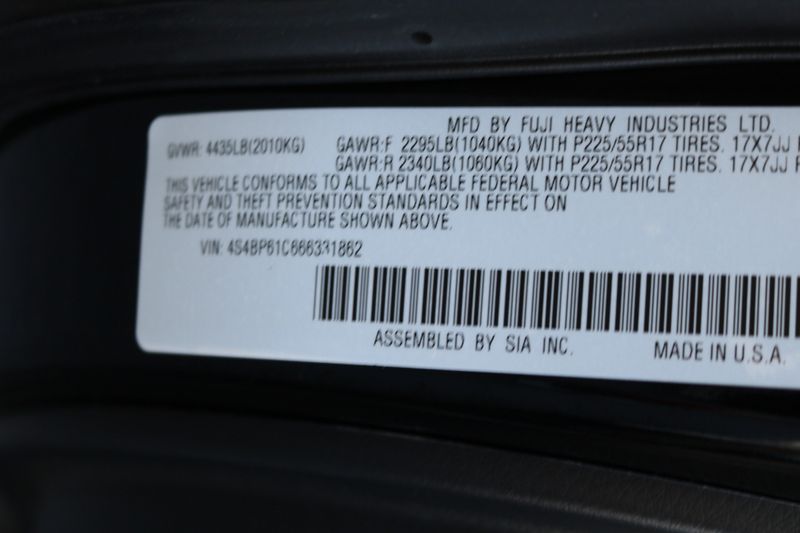 MFD BY FUJI HEAVY INDUSTRIES LTD.
GVWR: 4435LB(2010KG) GAWR:F 2295LB(1040KG) WITH P225/55R17 TIRES. 17X7JJ
GAWR:R 2340LB(1060KG) WITH P225/55R17 TIRES. 17X7JJ
THIS VEHICLE CONFORMS TO ALL APPLICABLE FEDERAL MOTOR VEHICLE
SAFETY AND THEFT PREVENTION STANDARDS IN EFFECT ON
THE DATE OF MANUFACTURE SHOWN ABOVE.
VIN: 4S4BP61C666331862
ASSEMBLED BY SIA INC. MADE IN U.S.A.